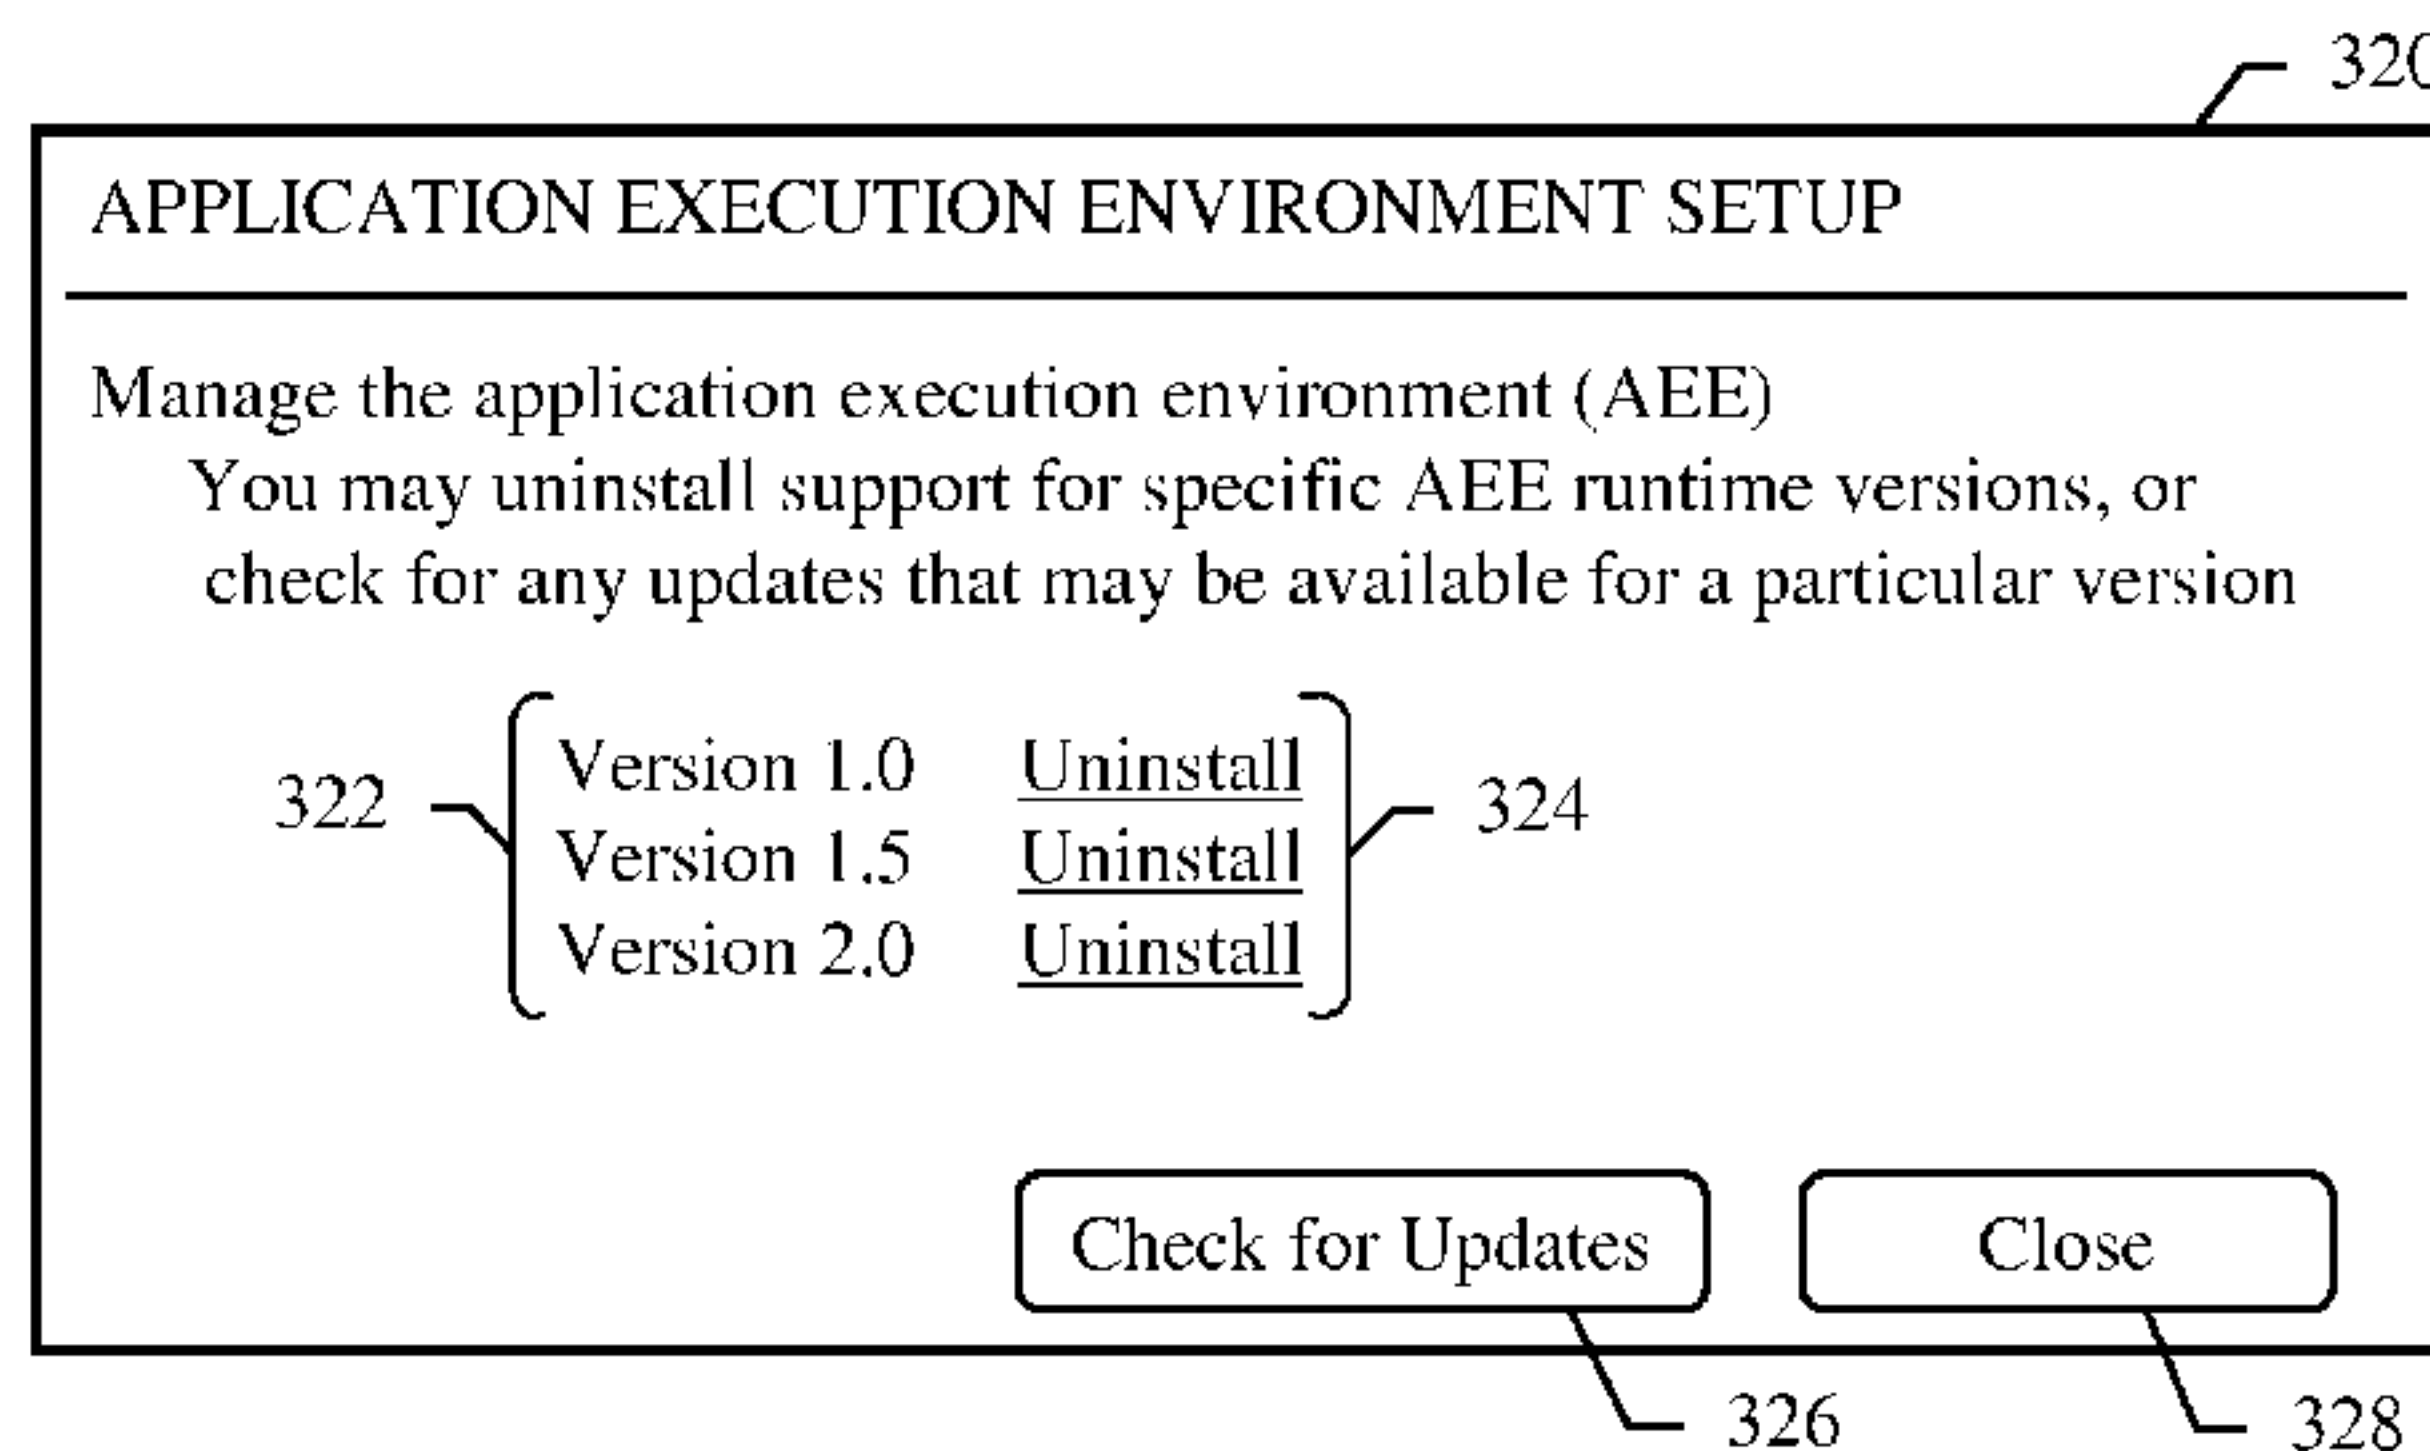 320
APPLICATION EXECUTION ENVIRONMENT SETUP
Manage the application execution environment (AEE)
You may uninstall support for specific AEE runtime versions, or
check for any updates that may be available for a particular version
322
Version 1.0 Uninstall
324
Version 1.5 Uninstall
Version 2.0 Uninstall
Check for Updates Close
326 328